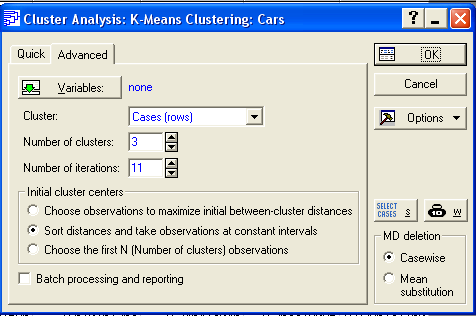 Cluster Analysis: K-Means Clustering: Cars
Quick
Advanced
Variables:
none
Cluster:
Cases (rows)
Number of clusters:
3
Number of iterations:
11
Initial cluster centers
Choose observations to maximize initial between-cluster distances
Sort distances and take observations at constant intervals
Choose the first N (Number of clusters) observations
Batch processing and reporting
OK
Cancel
Options
SELECT
CASES
S
W
MD deletion
Casewise
Mean
substitution